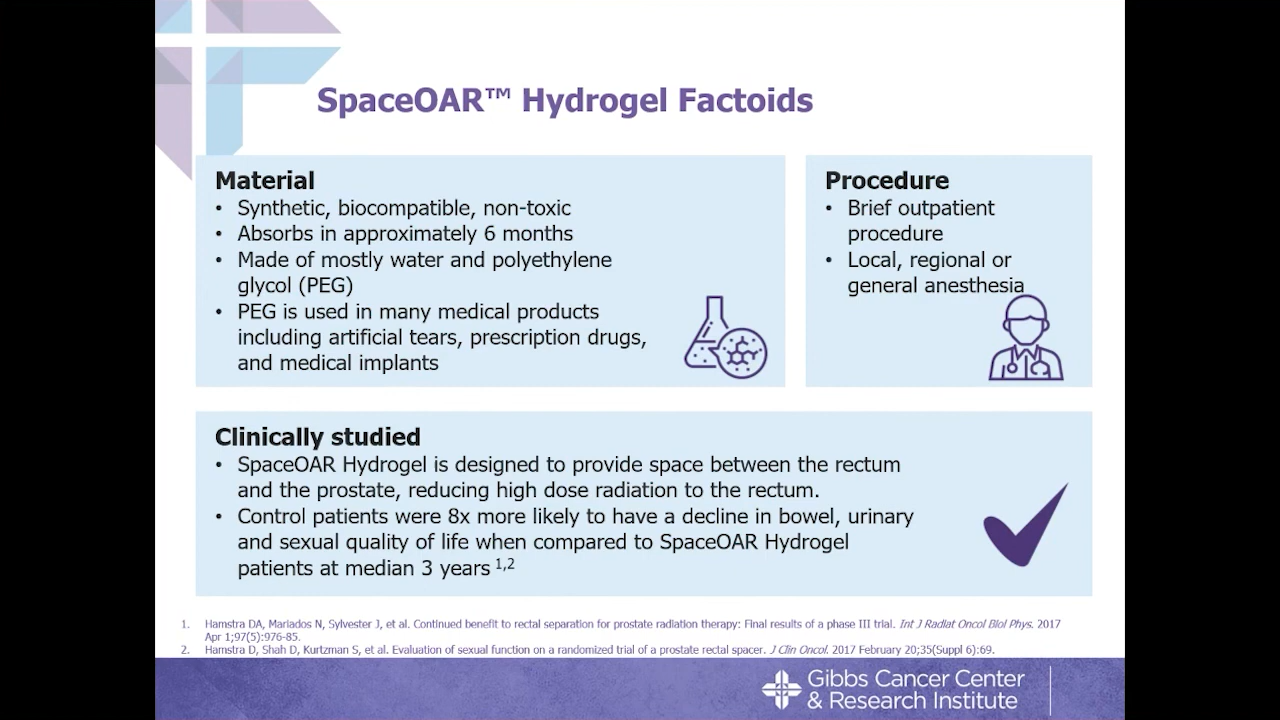 SpaceOAR™ Hydrogel Factoids
Material
• Synthetic, biocompatible, non-toxic
• Absorbs in approximately 6 months
• Made of mostly water and polyethylene
glycol (PEG)
• PEG is used in many medical products
including artificial tears, prescription drugs,
and medical implants
Procedure
• Brief outpatient
procedure
• Local, regional or
general anesthesia
Clinically studied
• SpaceOAR Hydrogel is designed to provide space between the rectum
and the prostate, reducing high dose radiation to the rectum.
• Control patients were 8x more likely to have a decline in bowel, urinary
and sexual quality of life when compared to SpaceOAR Hydrogel
patients at median 3 years 1,2
1. Hamstra DA, Mariados N, Sylvester J, et al. Continued benefit to rectal separation for prostate radiation therapy: Final results of a phase III trial. Int J Radiat Oncol Biol Phys. 2017
Apr 1;97(5):976-85.
2. Hamstra D, Shah D, Kurtzman S, et al. Evaluation of sexual function on a randomized trial of a prostate rectal spacer. J Clin Oncol. 2017 February 20;35(Suppl 6):69.
Gibbs Cancer Center
& Research Institute